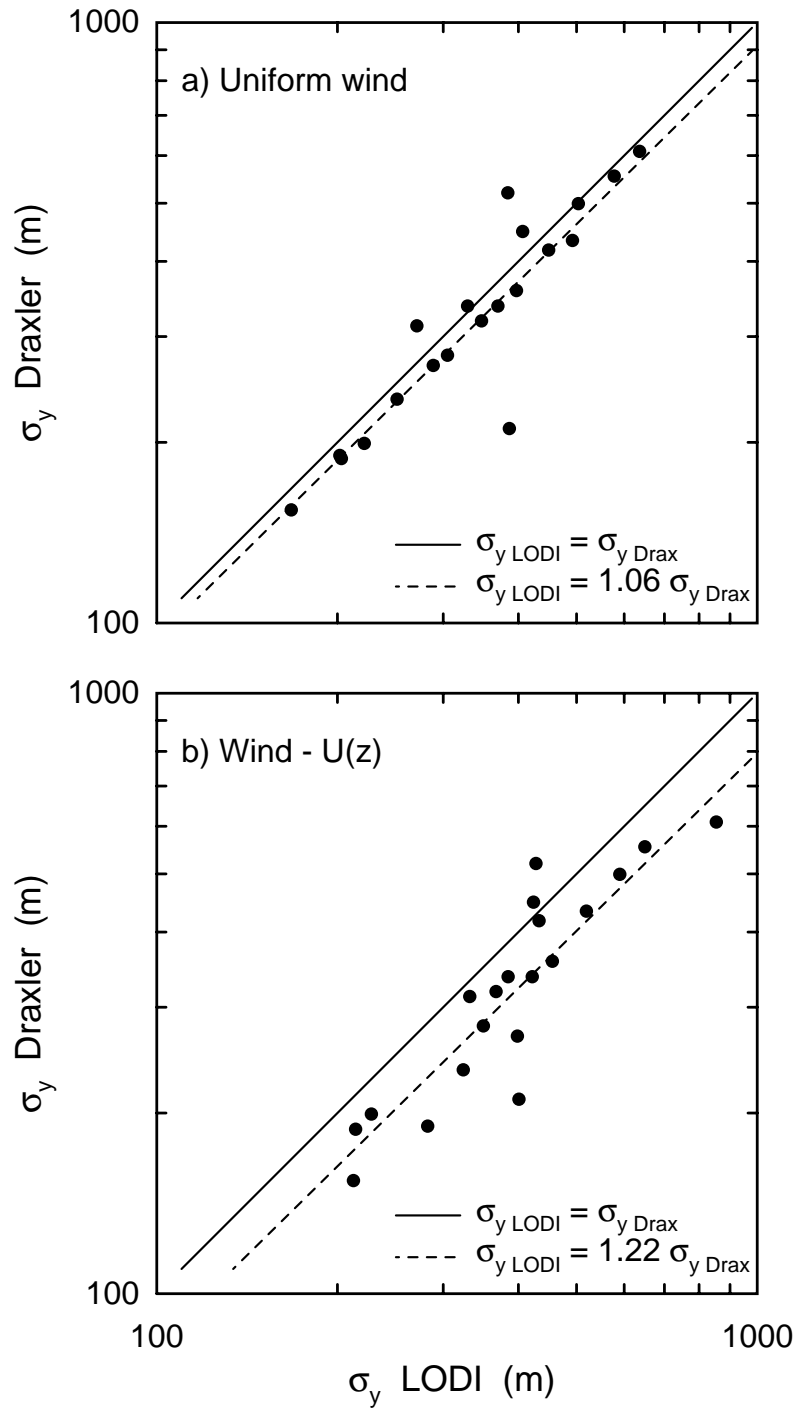 1000
a) Uniform wind
σy Draxler (m)
σy LODI = σy Drax
σy LODI = 1.06 σy Drax
100
1000
b) Wind - U(z)
σy Draxler (m)
σy LODI = σy Drax
σy LODI = 1.22 σy Drax
100
100 1000
σy LODI (m)